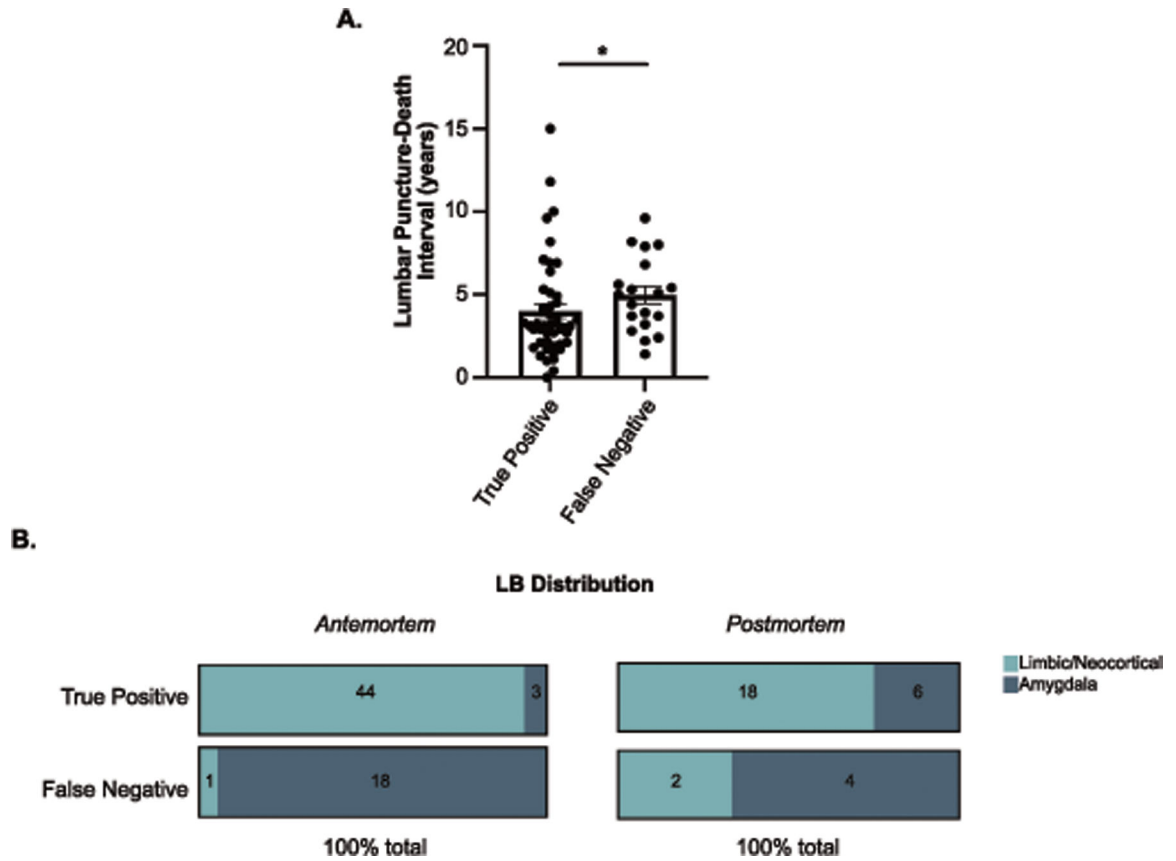 A.
*
20
15
10
5
0
Lumbar Puncture-Death
Interval (years)
True Positive
False Negative
B.
LB Distribution
Antemortem
Postmortem
Limbic/Neocortical
Amygdala
True Positive
44
3
18
6
False Negative
1
18
2
4
100% total
100% total